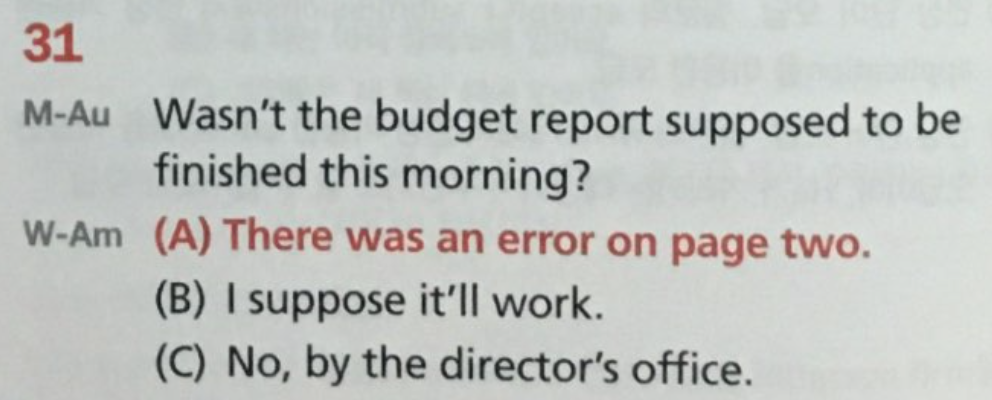 31
M-Au Wasn't the budget report supposed to be
finished this morning?
W-Am (A) There was an error on page two.
(B) I suppose it'll work.
(C) No, by the director's office.